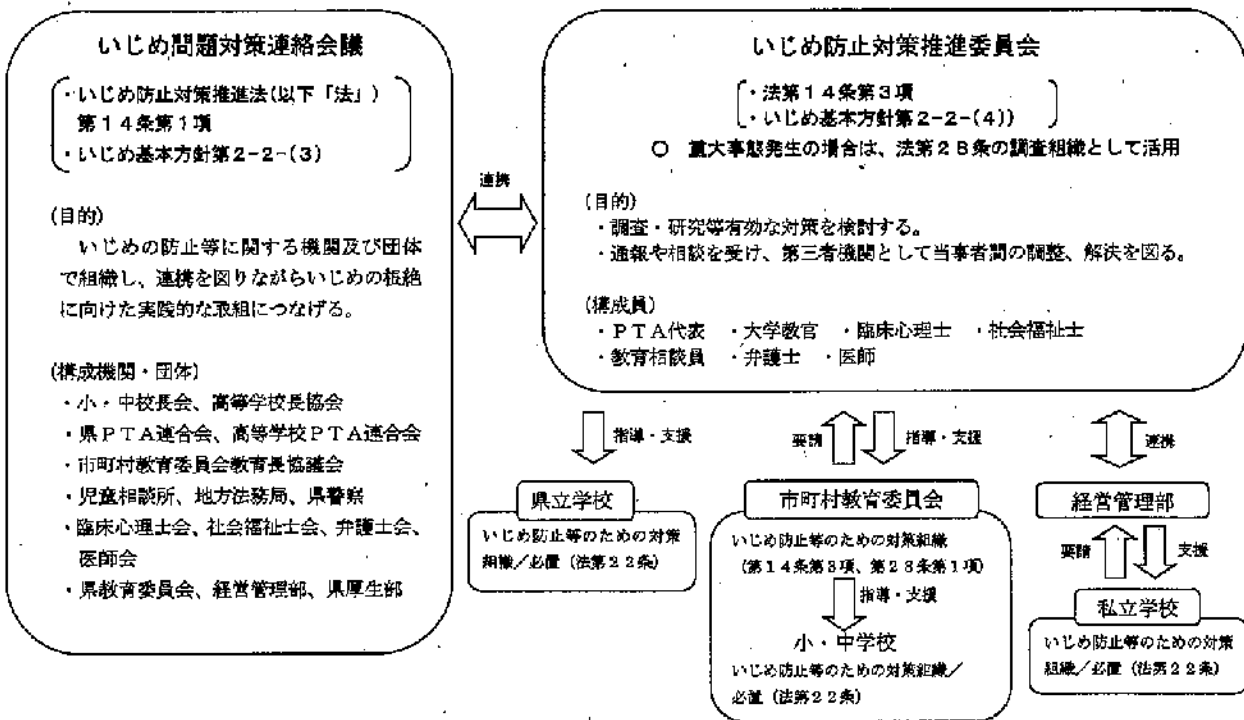 いじめ問題対策連絡会議
・いじめ防止対策推進法(以下「法」)
第14条第1項
・いじめ基本方針第2-2-(3)
(目的)
いじめの防止等に関する機関及び団体
で組織し、連携を図りながらいじめの根絶
に向けた実践的な取組につなげる。
(構成機関・団体)
・小・中校長会、高等学校長協会
・県PTA連合会、高等学校PTA連合会
・市町村教育委員会教育長協議会
・児童相談所、地方法務局、県警察
・臨床心理士会、社会福祉士会、弁護士会、
医師会
・県教育委員会、経営管理部、県厚生部
連携
いじめ防止対策推進委員会
・法第14条第3項
・いじめ基本方針第2-2-(4))
○ 重大事態発生の場合は、法第28条の調査組織として活用
(目的)
・調査・研究等有効な対策を検討する。
・通報や相談を受け、第三者機関として当事者間の調整、解決を図る。
(構成員)
・PTA代表 ・大学教官 ・臨床心理士 ・社会福祉士
・教育相談員 ・弁護士 ・医師
指導・支援
要請
指導・支援
連携
県立学校
いじめ防止等のための対策
組織/必置(法第22条)
市町村教育委員会
いじめ防止等のための対策組織
(第14条第3項、第28条第1項)
指導・支援
小・中学校
いじめ防止等のための対策組織/
必置(法第22条)
経営管理部
要請
支援
私立学校
いじめ防止等のための対策
組織/必置(法第22条)